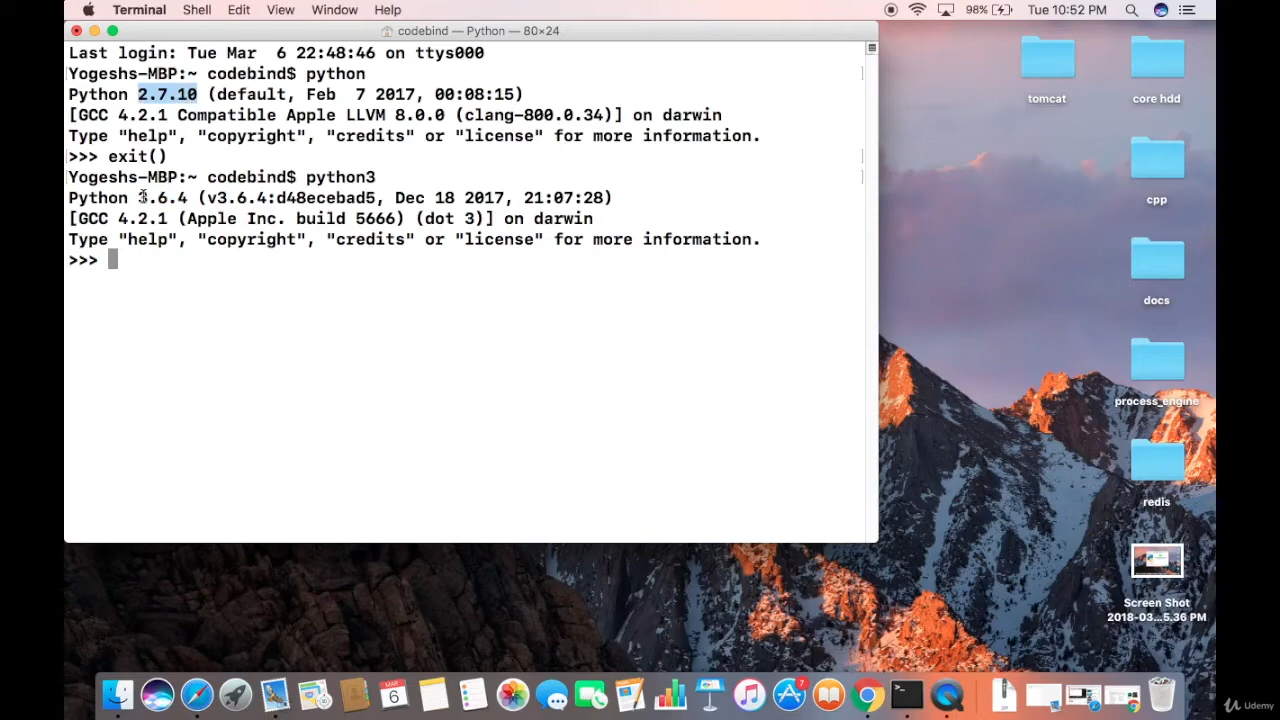 Terminal Shell Edit View Window Help 98% Tue 10:52 PM
codebind — Python — 80×24
Last login: Tue Mar  6 22:48:46 on ttys000
Yogeshs-MBP:~ codebind$ python
Python 2.7.10 (default, Feb  7 2017, 00:08:15)
[GCC 4.2.1 Compatible Apple LLVM 8.0.0 (clang-800.0.34)] on darwin
Type "help", "copyright", "credits" or "license" for more information.
>>> exit()
Yogeshs-MBP:~ codebind$ python3
Python 3.6.4 (v3.6.4:d48ecebad5, Dec 18 2017, 21:07:28)
[GCC 4.2.1 (Apple Inc. build 5666) (dot 3)] on darwin
Type "help", "copyright", "credits" or "license" for more information.
>>>
tomcat
core hdd
cpp
docs
process_engine
redis
Screen Shot
2018-03...5.36 PM
MAR
6
7
Udemy